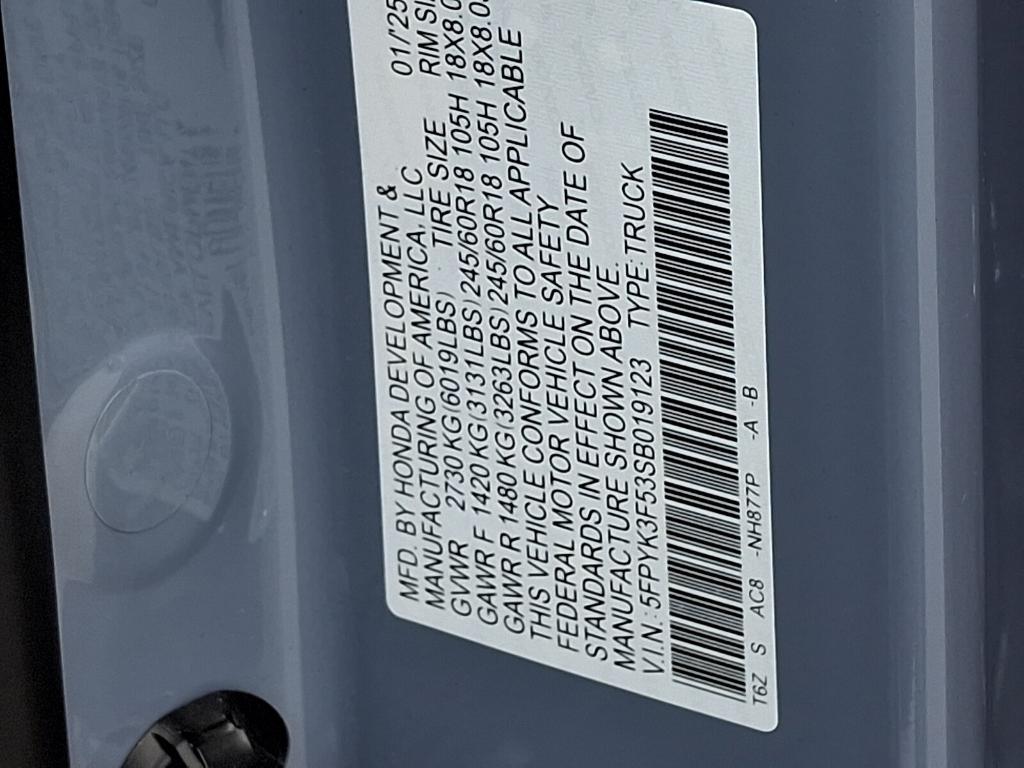 MFD. BY HONDA DEVELOPMENT & 01/'25
MANUFACTURING OF AMERICA, LLC
GVWR 2730 KG(6019LBS) TIRE SIZE RIM
GAWR F 1420 KG(3131LBS) 245/60R18 105H 18X8.0
GAWR R 1480 KG(3263LBS) 245/60R18 105H 18X8.0
THIS VEHICLE CONFORMS TO ALL APPLICABLE
FEDERAL MOTOR VEHICLE SAFETY
STANDARDS IN EFFECT ON THE DATE OF
MANUFACTURE SHOWN ABOVE.
V.I.N.: 5FPYK3F53SB019123 TYPE: TRUCK
T6Z S AC8 -NH877P -A -B